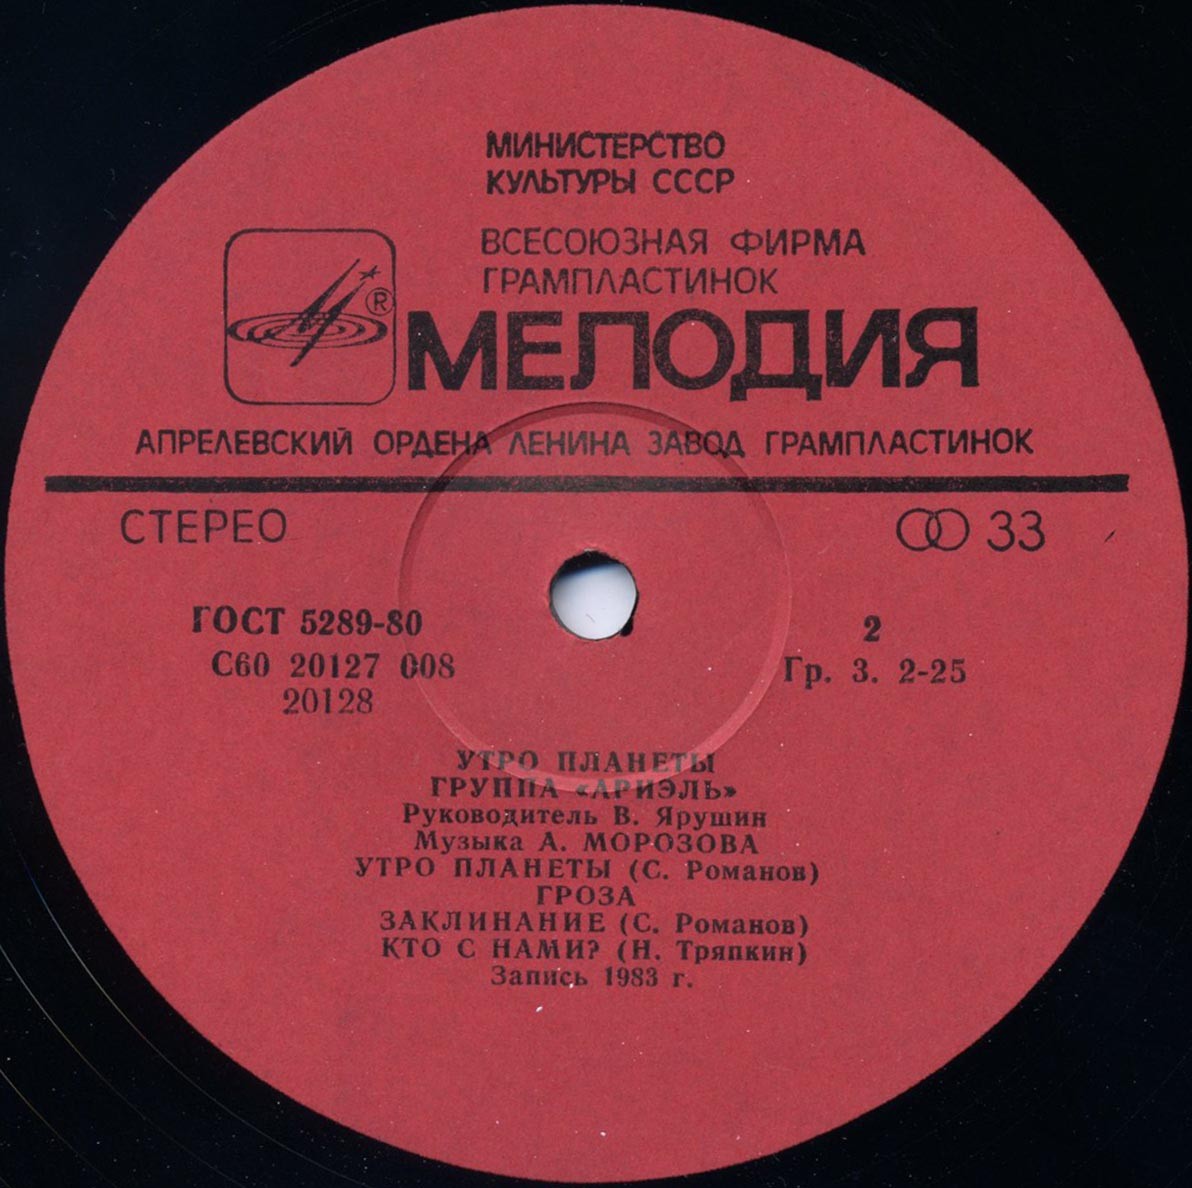 МИНИСТЕРСТВО
КУЛЬТУРЫ СССР
ВСЕСОЮЗНАЯ ФИРМА
ГРАМПЛАСТИНОК
®
МЕЛОДИЯ
АПРЕЛЕВСКИЙ ОРДЕНА ЛЕНИНА ЗАВОД ГРАМПЛАСТИНОК
СТЕРЕО
33
ГОСТ 5289-80
2
С60 20127 008
Гр. 3. 2-25
20128
УТРО ПЛАНЕТЫ
ГРУППА «АРИЭЛЬ»
Руководитель В. Ярушин
Музыка А. МОРОЗОВА
УТРО ПЛАНЕТЫ (С. Романов)
ГРОЗА
ЗАКЛИНАНИЕ (С. Романов)
КТО С НАМИ? (Н. Тряпкин)
Запись 1983 г.